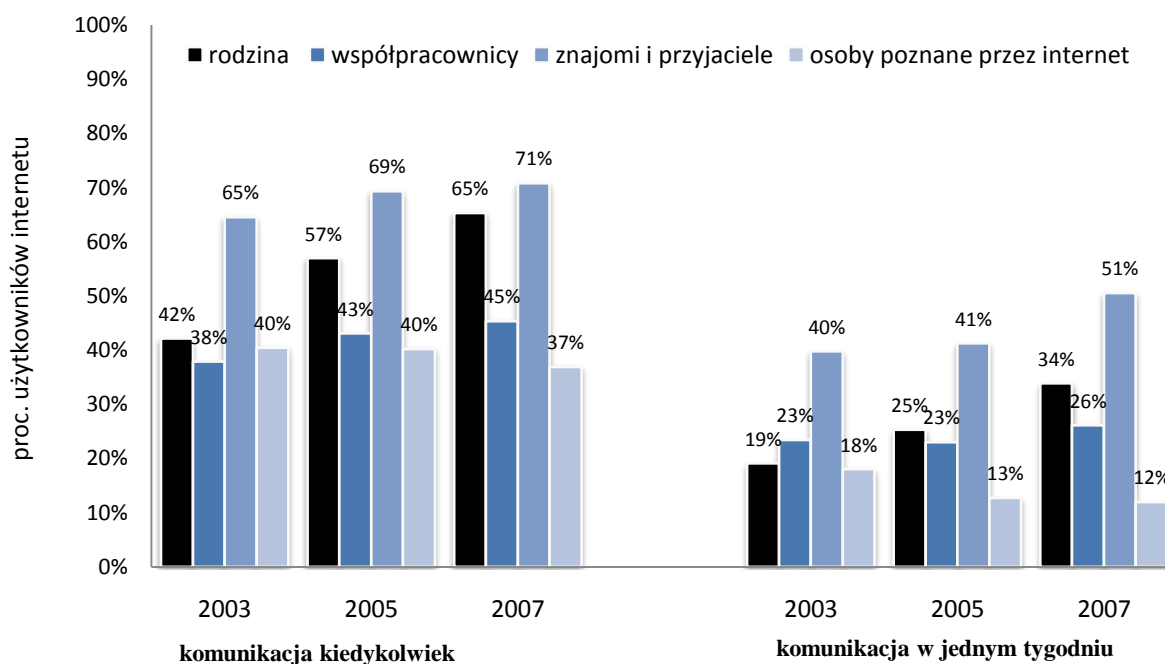 100%
90%
80%
70%
60%
50%
40%
30%
20%
10%
0%
proc. użytkowników internetu
rodzina współpracownicy znajomi i przyjaciele osoby poznane przez internet
42% 38% 65% 40%
57% 43% 69% 40%
65% 45% 71% 37%
19% 23% 40% 18%
25% 23% 41% 13%
34% 26% 51% 12%
2003 2005 2007 2003 2005 2007
komunikacja kiedykolwiek komunikacja w jednym tygodniu